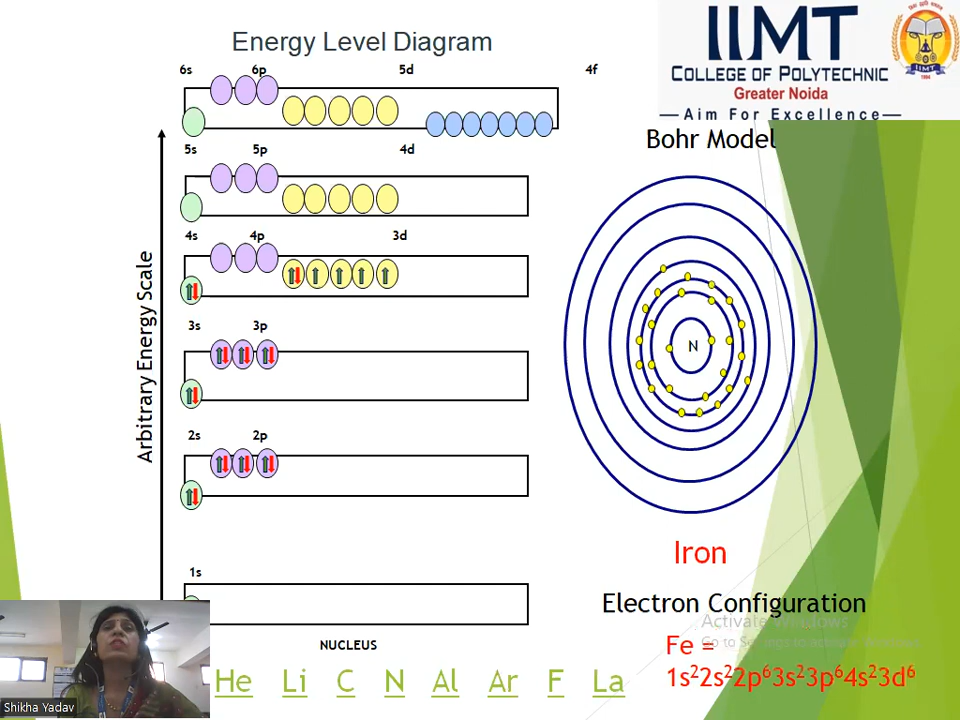 Energy Level Diagram
6s 6p 5d 4f
5s 5p 4d
4s 4p 3d
3s 3p
2s 2p
1s
Arbitrary Energy Scale
NUCLEUS
He Li C N Al Ar F La
IIMT
COLLEGE OF POLYTECHNIC
Greater Noida
—Aim For Excellence—
IIMT
Bohr Model
N
Iron
Electron Configuration
Activate Windows
Go to Settings to activate Windows.
Fe =
1s²2s²2p⁶3s²3p⁶4s²3d⁶
Shikha Yadav